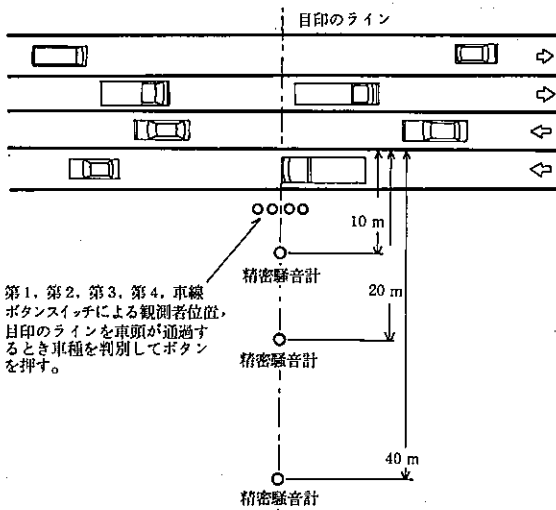 目印のライン
10 m
精密騒音計
第1, 第2, 第3, 第4, 車線
ボタンスイッチによる観測者位置,
目印のラインを車頭が通過す
るとき車種を判別してボタン
を押す。
20 m
精密騒音計
40 m
精密騒音計